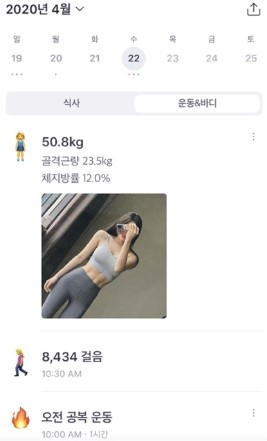 2020년 4월
일 월 화 수 목 금 토
19 20 21 22 23 24 25
식사 운동&바디
50.8kg
골격근량 23.5kg
체지방률 12.0%
8,434 걸음
10:30 AM
오전 공복 운동
10:00 AM · 1시간